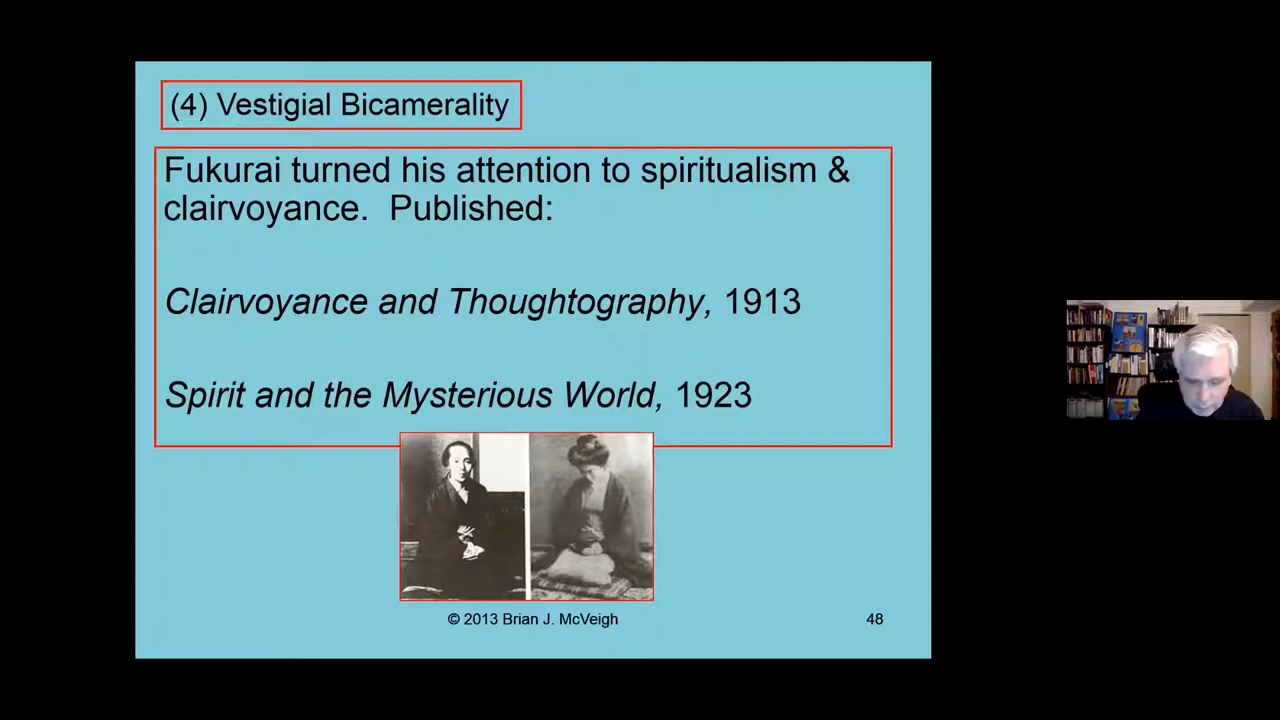 (4) Vestigial Bicamerality
Fukurai turned his attention to spiritualism &
clairvoyance. Published:
Clairvoyance and Thoughtography, 1913
Spirit and the Mysterious World, 1923
© 2013 Brian J. McVeigh
48